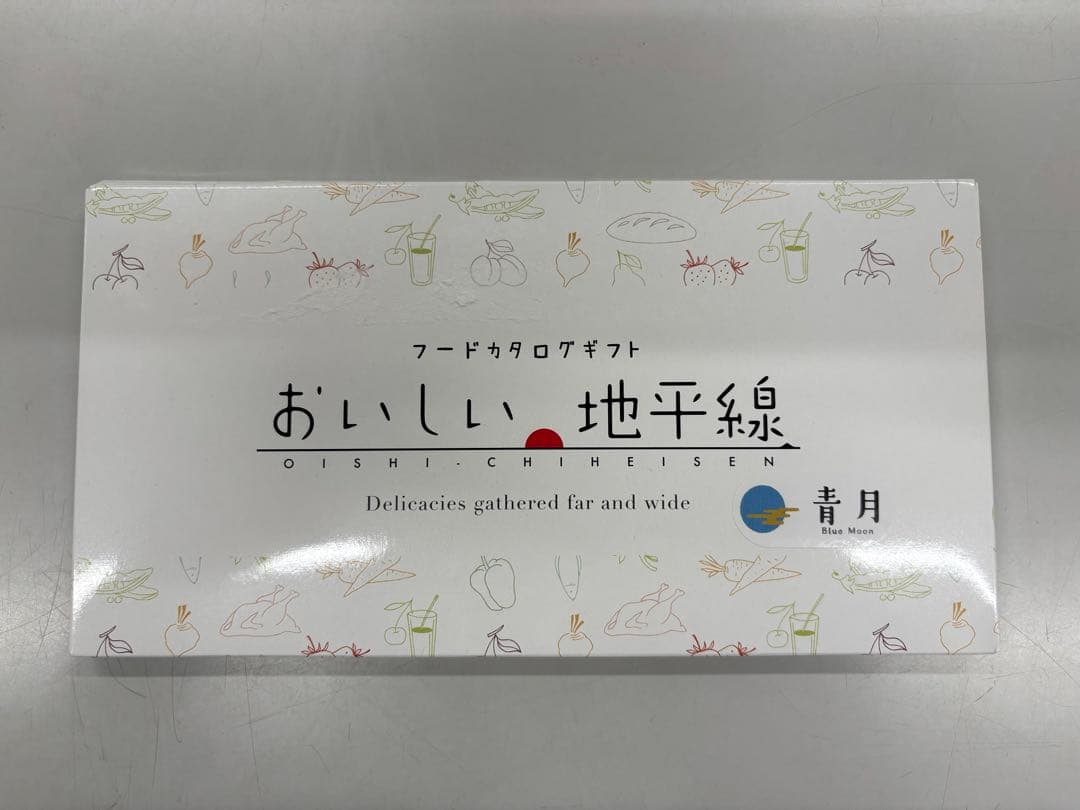 フードカタログギフト
おいしい地平線
OISHI-CHIHEISEN
Delicacies gathered far and wide
青月
Blue Moon